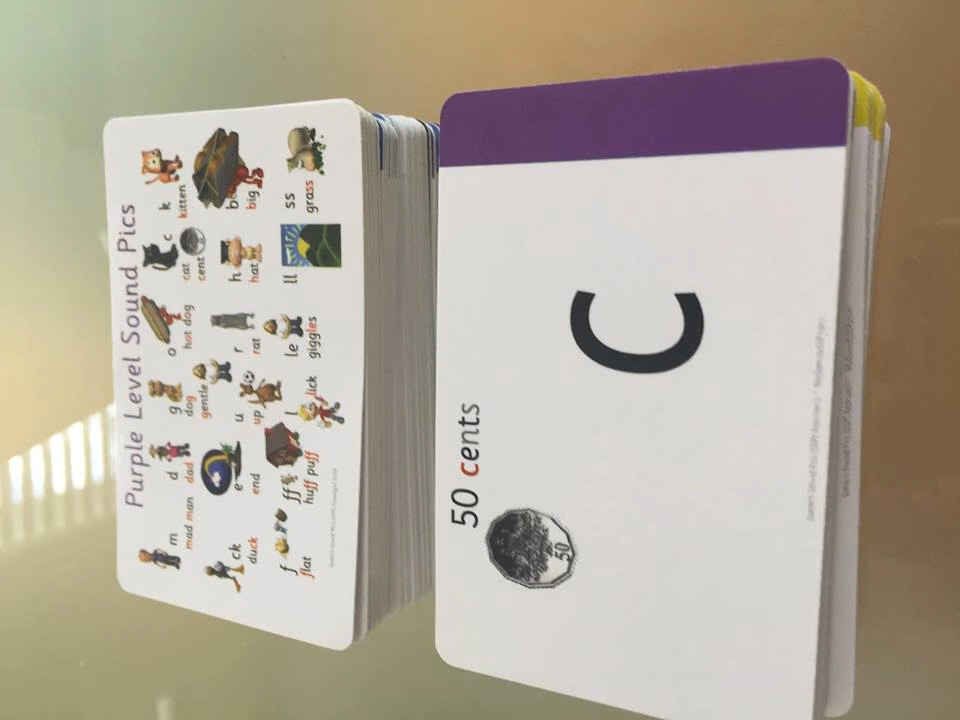 Purple Level Sound Pics
m d g o c k
mad man dad dog gentle hot dog cat cent kitten
ck e u r h b
duck end up rat hat big
f ff l le ll ss
flat huff puff lick giggles grass
50 cents
50
c